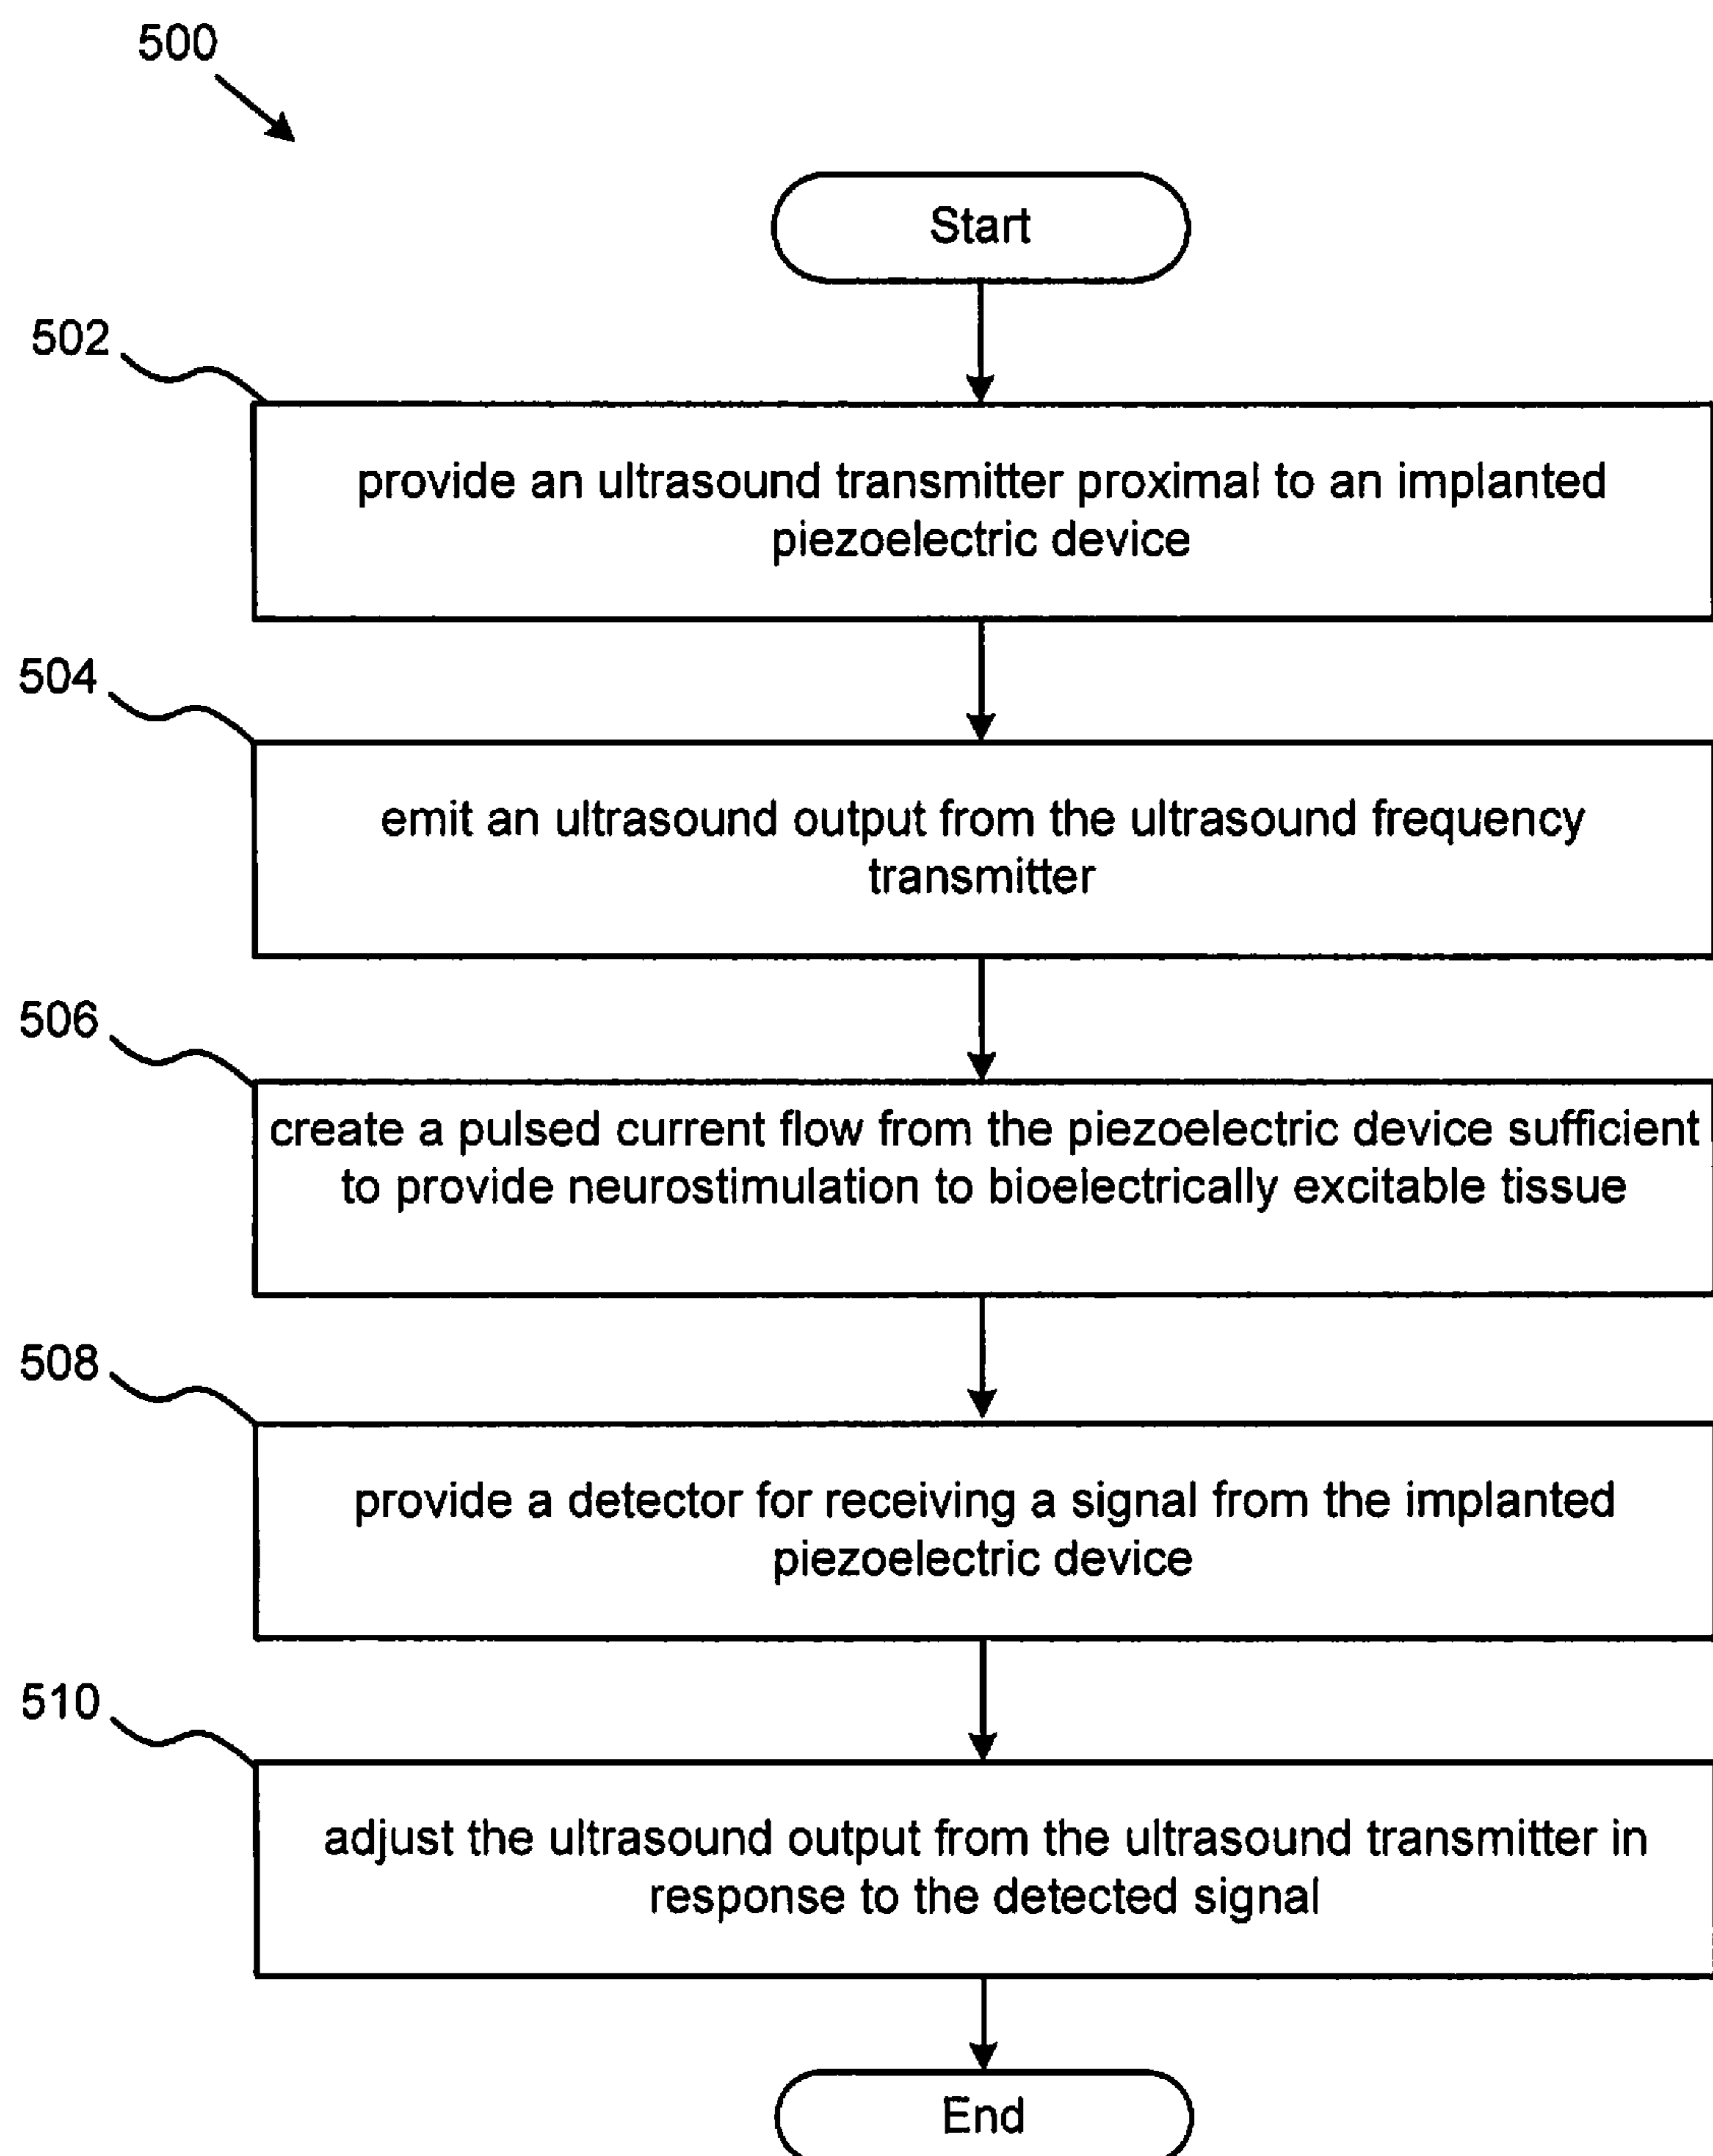 500
Start
502
provide an ultrasound transmitter proximal to an implanted
piezoelectric device
504
emit an ultrasound output from the ultrasound frequency
transmitter
506
create a pulsed current flow from the piezoelectric device sufficient
to provide neurostimulation to bioelectrically excitable tissue
508
provide a detector for receiving a signal from the implanted
piezoelectric device
510
adjust the ultrasound output from the ultrasound transmitter in
response to the detected signal
End